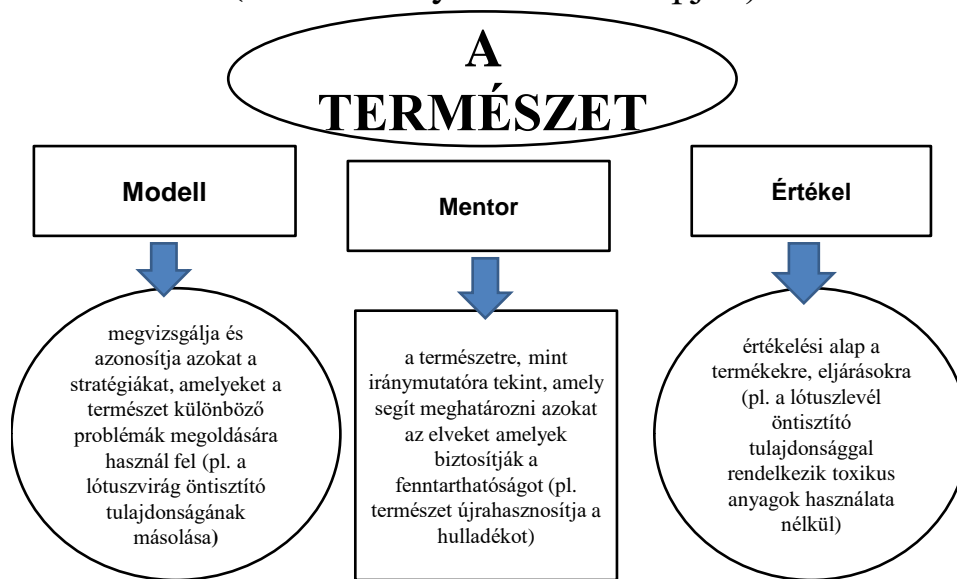 A
TERMÉSZET
Modell
Mentor
Értékel
megvizsgálja és
azonosítja azokat a
stratégiákat, amelyeket a
természet különböző
problémák megoldására
használ fel (pl. a
lótuszvirág öntisztító
tulajdonságának
másolása)
a természetre, mint
iránymutatóra tekint, amely
segít meghatározni azokat
az elveket amelyek
biztosítják a
fenntarthatóságot (pl.
természet újrahasznosítja a
hulladékot)
értékelési alap a
termékekre, eljárásokra
(pl. a lótuszlevél
öntisztító
tulajdonsággal
rendelkezik toxikus
anyagok használata
nélkül)